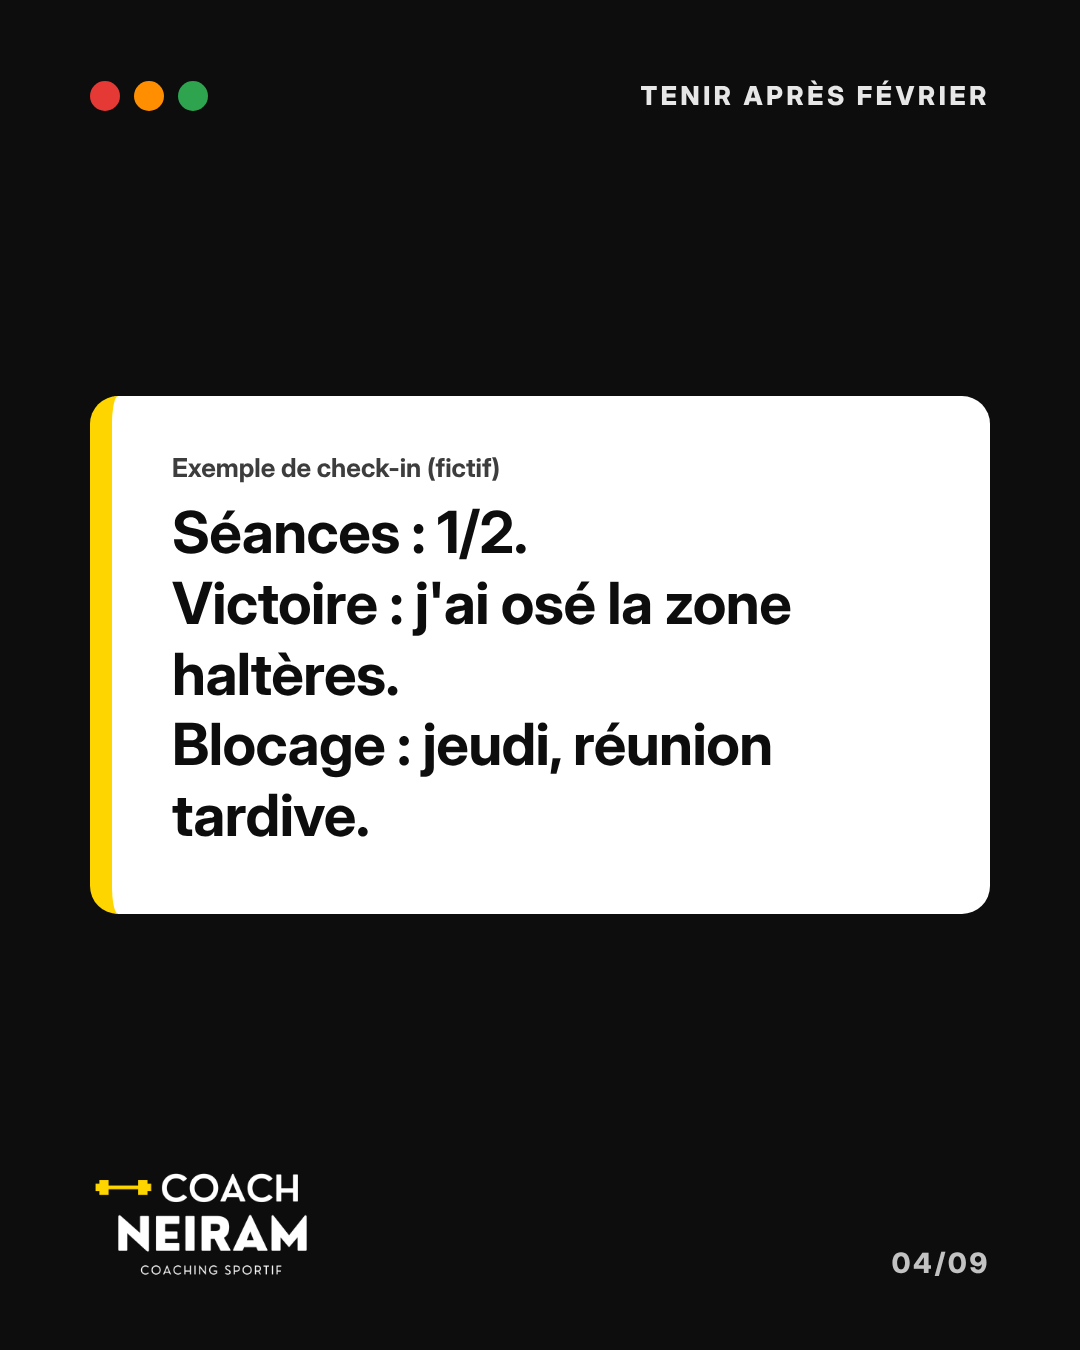 TENIR APRÈS FÉVRIER
Exemple de check-in (fictif)
Séances : 1/2.
Victoire : j'ai osé la zone
haltères.
Blocage : jeudi, réunion
tardive.
COACH
NEIRAM
COACHING SPORTIF
04/09